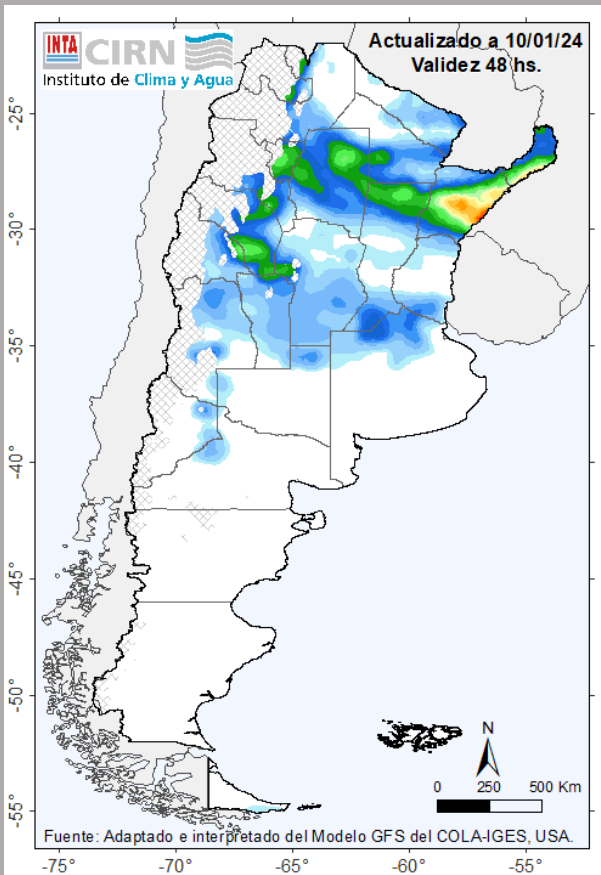 INTA
CIRN
Instituto de Clima y Agua
Actualizado a 10/01/24
Validez 48 hs.
-25°
-30°
-35°
-40°
-45°
-50°
-55°
N
0 250 500 Km
Fuente: Adaptado e interpretado del Modelo GFS del COLA-IGES, USA.
-75° -70° -65° -60° -55°